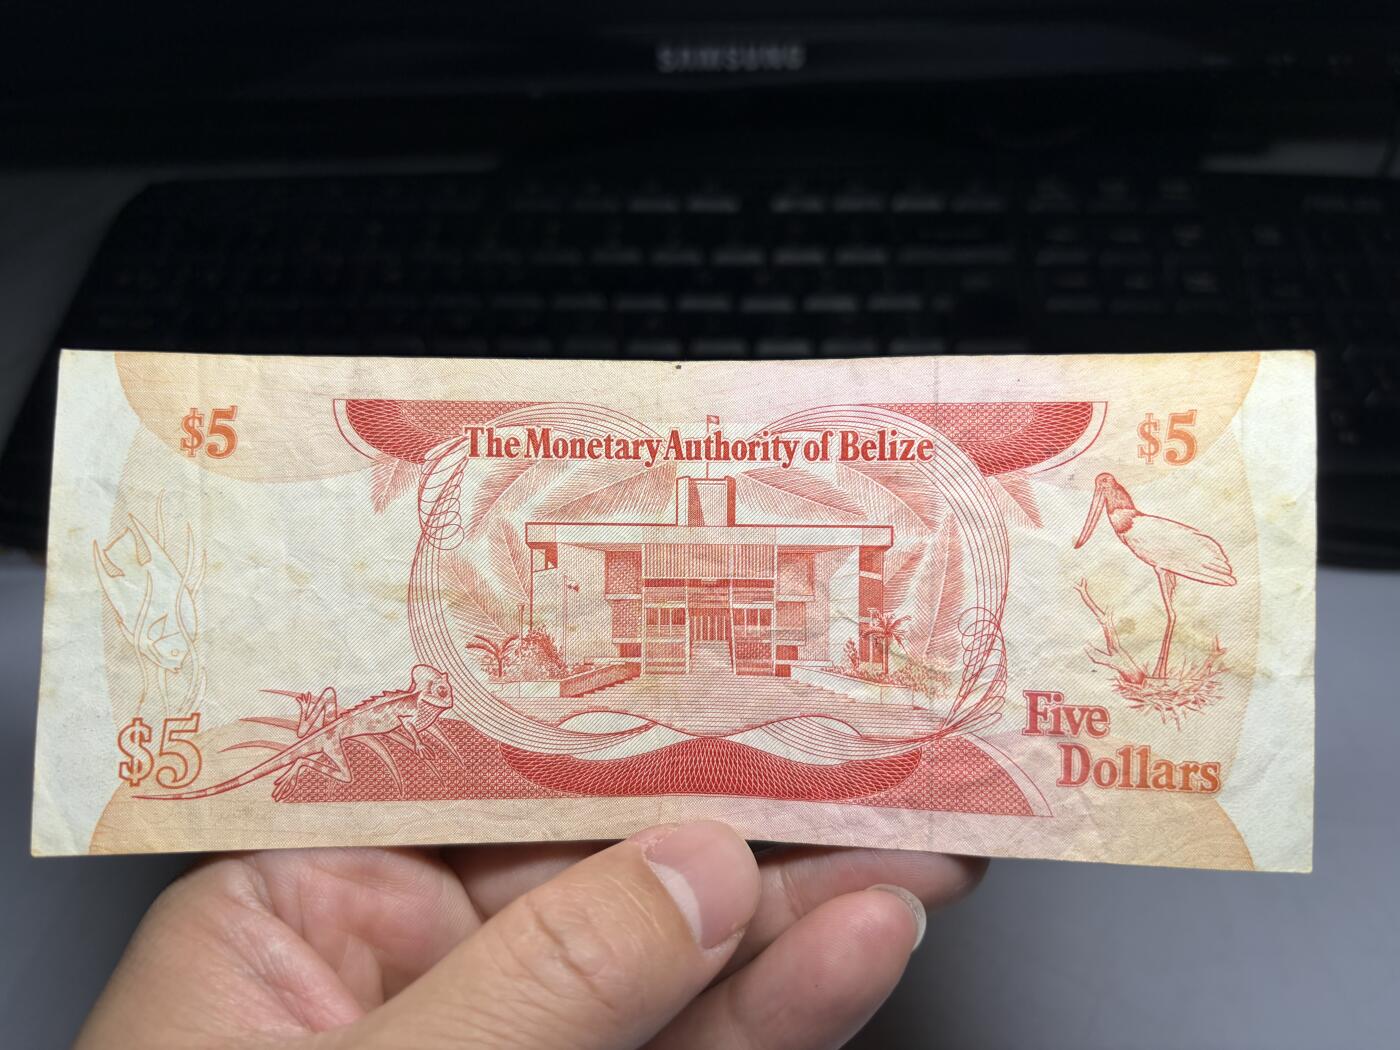 SAMSUNG
$5
The Monetary Authority of Belize
$5
$5
Five
Dollars